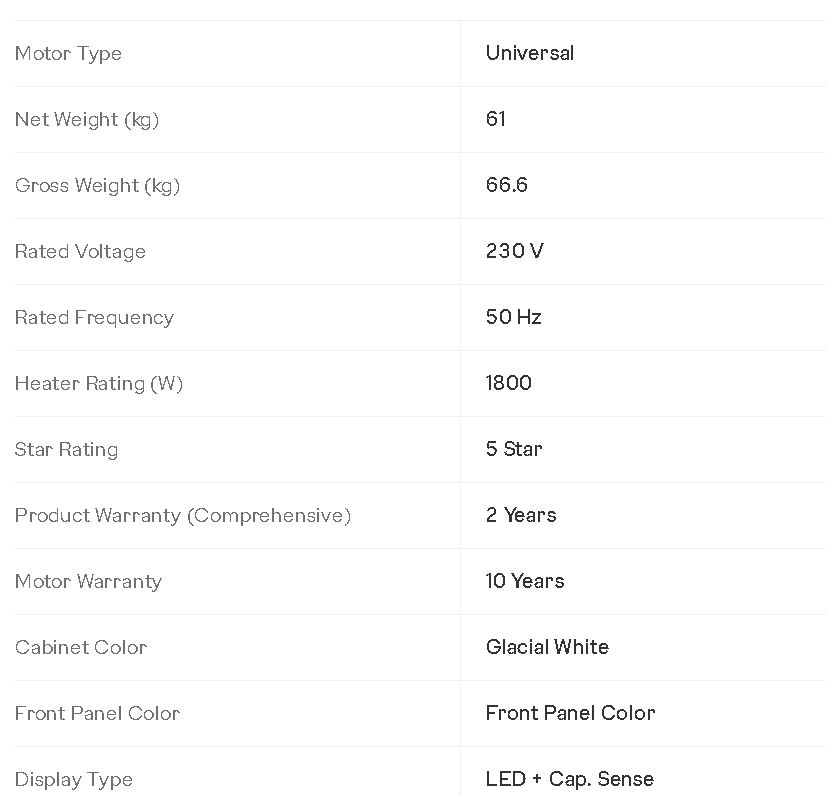 Motor Type Universal
Net Weight (kg) 61
Gross Weight (kg) 66.6
Rated Voltage 230 V
Rated Frequency 50 Hz
Heater Rating (W) 1800
Star Rating 5 Star
Product Warranty (Comprehensive) 2 Years
Motor Warranty 10 Years
Cabinet Color Glacial White
Front Panel Color Front Panel Color
Display Type LED + Cap. Sense